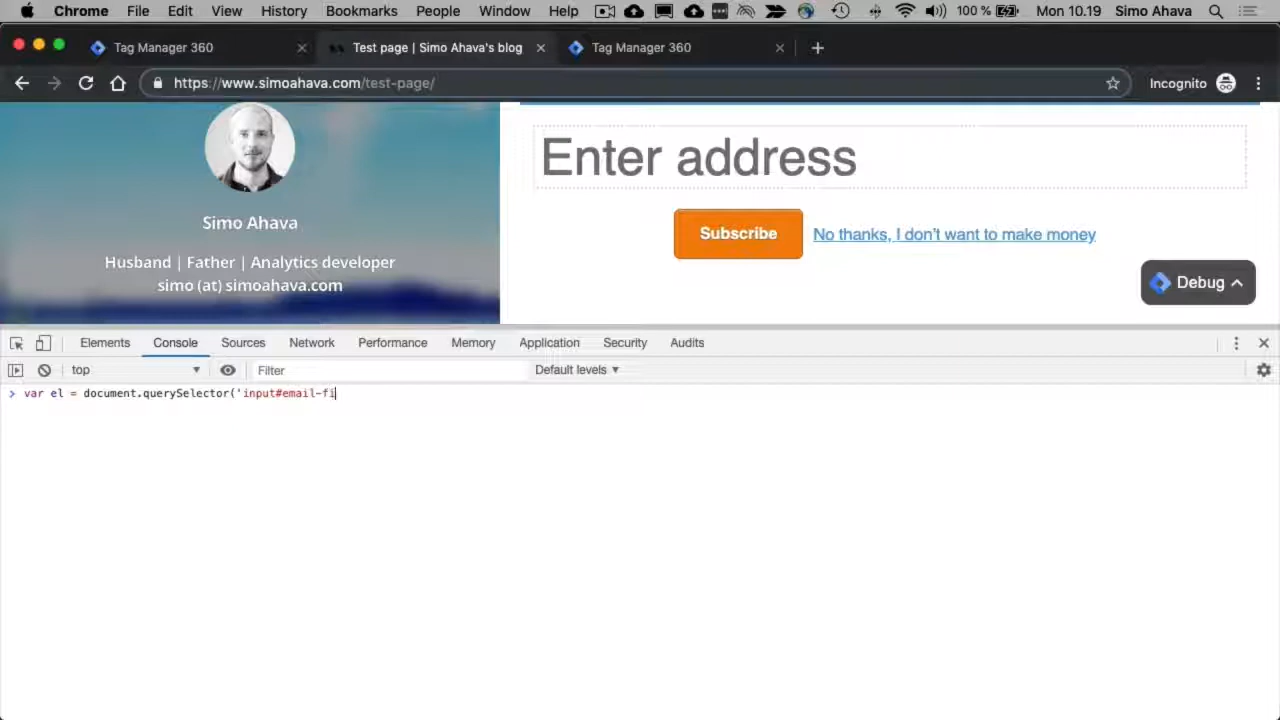 Chrome File Edit View History Bookmarks People Window Help 100 % Mon 10.19 Simo Ahava
Tag Manager 360 Test page | Simo Ahava's blog Tag Manager 360
https://www.simoahava.com/test-page/ Incognito
Simo Ahava
Husband | Father | Analytics developer
simo (at) simoahava.com
Enter address
Subscribe No thanks, I don't want to make money
Debug
Elements Console Sources Network Performance Memory Application Security Audits
top Filter Default levels
> var el = document.querySelector('input#email-fi